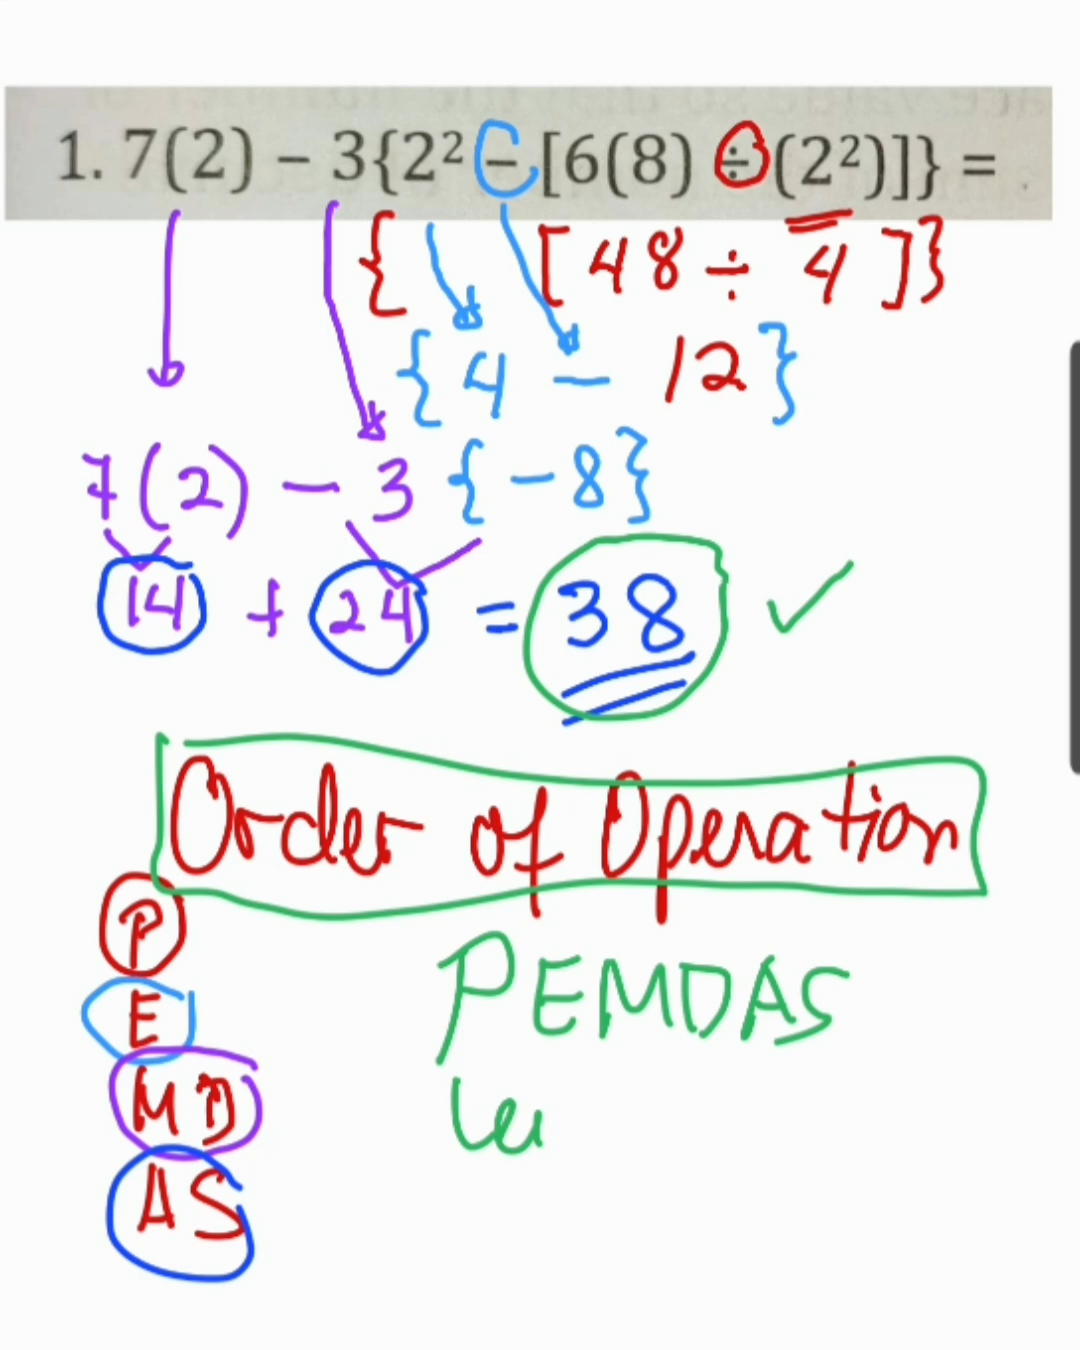 1. 7(2) − 3{2² − [6(8) ÷ (2²)]} =
{ [48 ÷ 4]}
{4 − 12}
7(2) − 3 {−8}
14 + 24 = 38
Order of Operation
P
E
PEMDAS
MD
AS